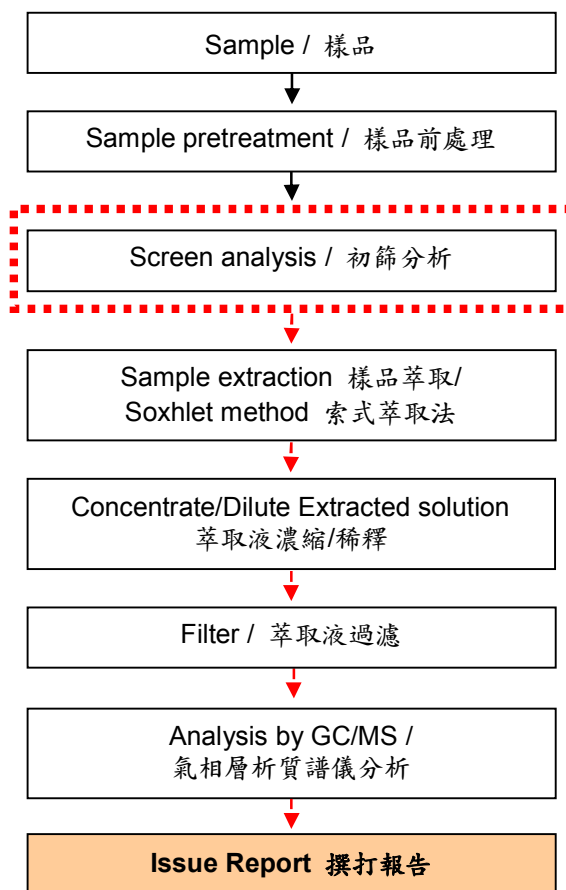 Sample / 樣品
Sample pretreatment / 樣品前處理
Screen analysis / 初篩分析
Sample extraction 樣品萃取/
Soxhlet method 索式萃取法
Concentrate/Dilute Extracted solution
萃取液濃縮/稀釋
Filter / 萃取液過濾
Analysis by GC/MS /
氣相層析質譜儀分析
Issue Report 撰打報告